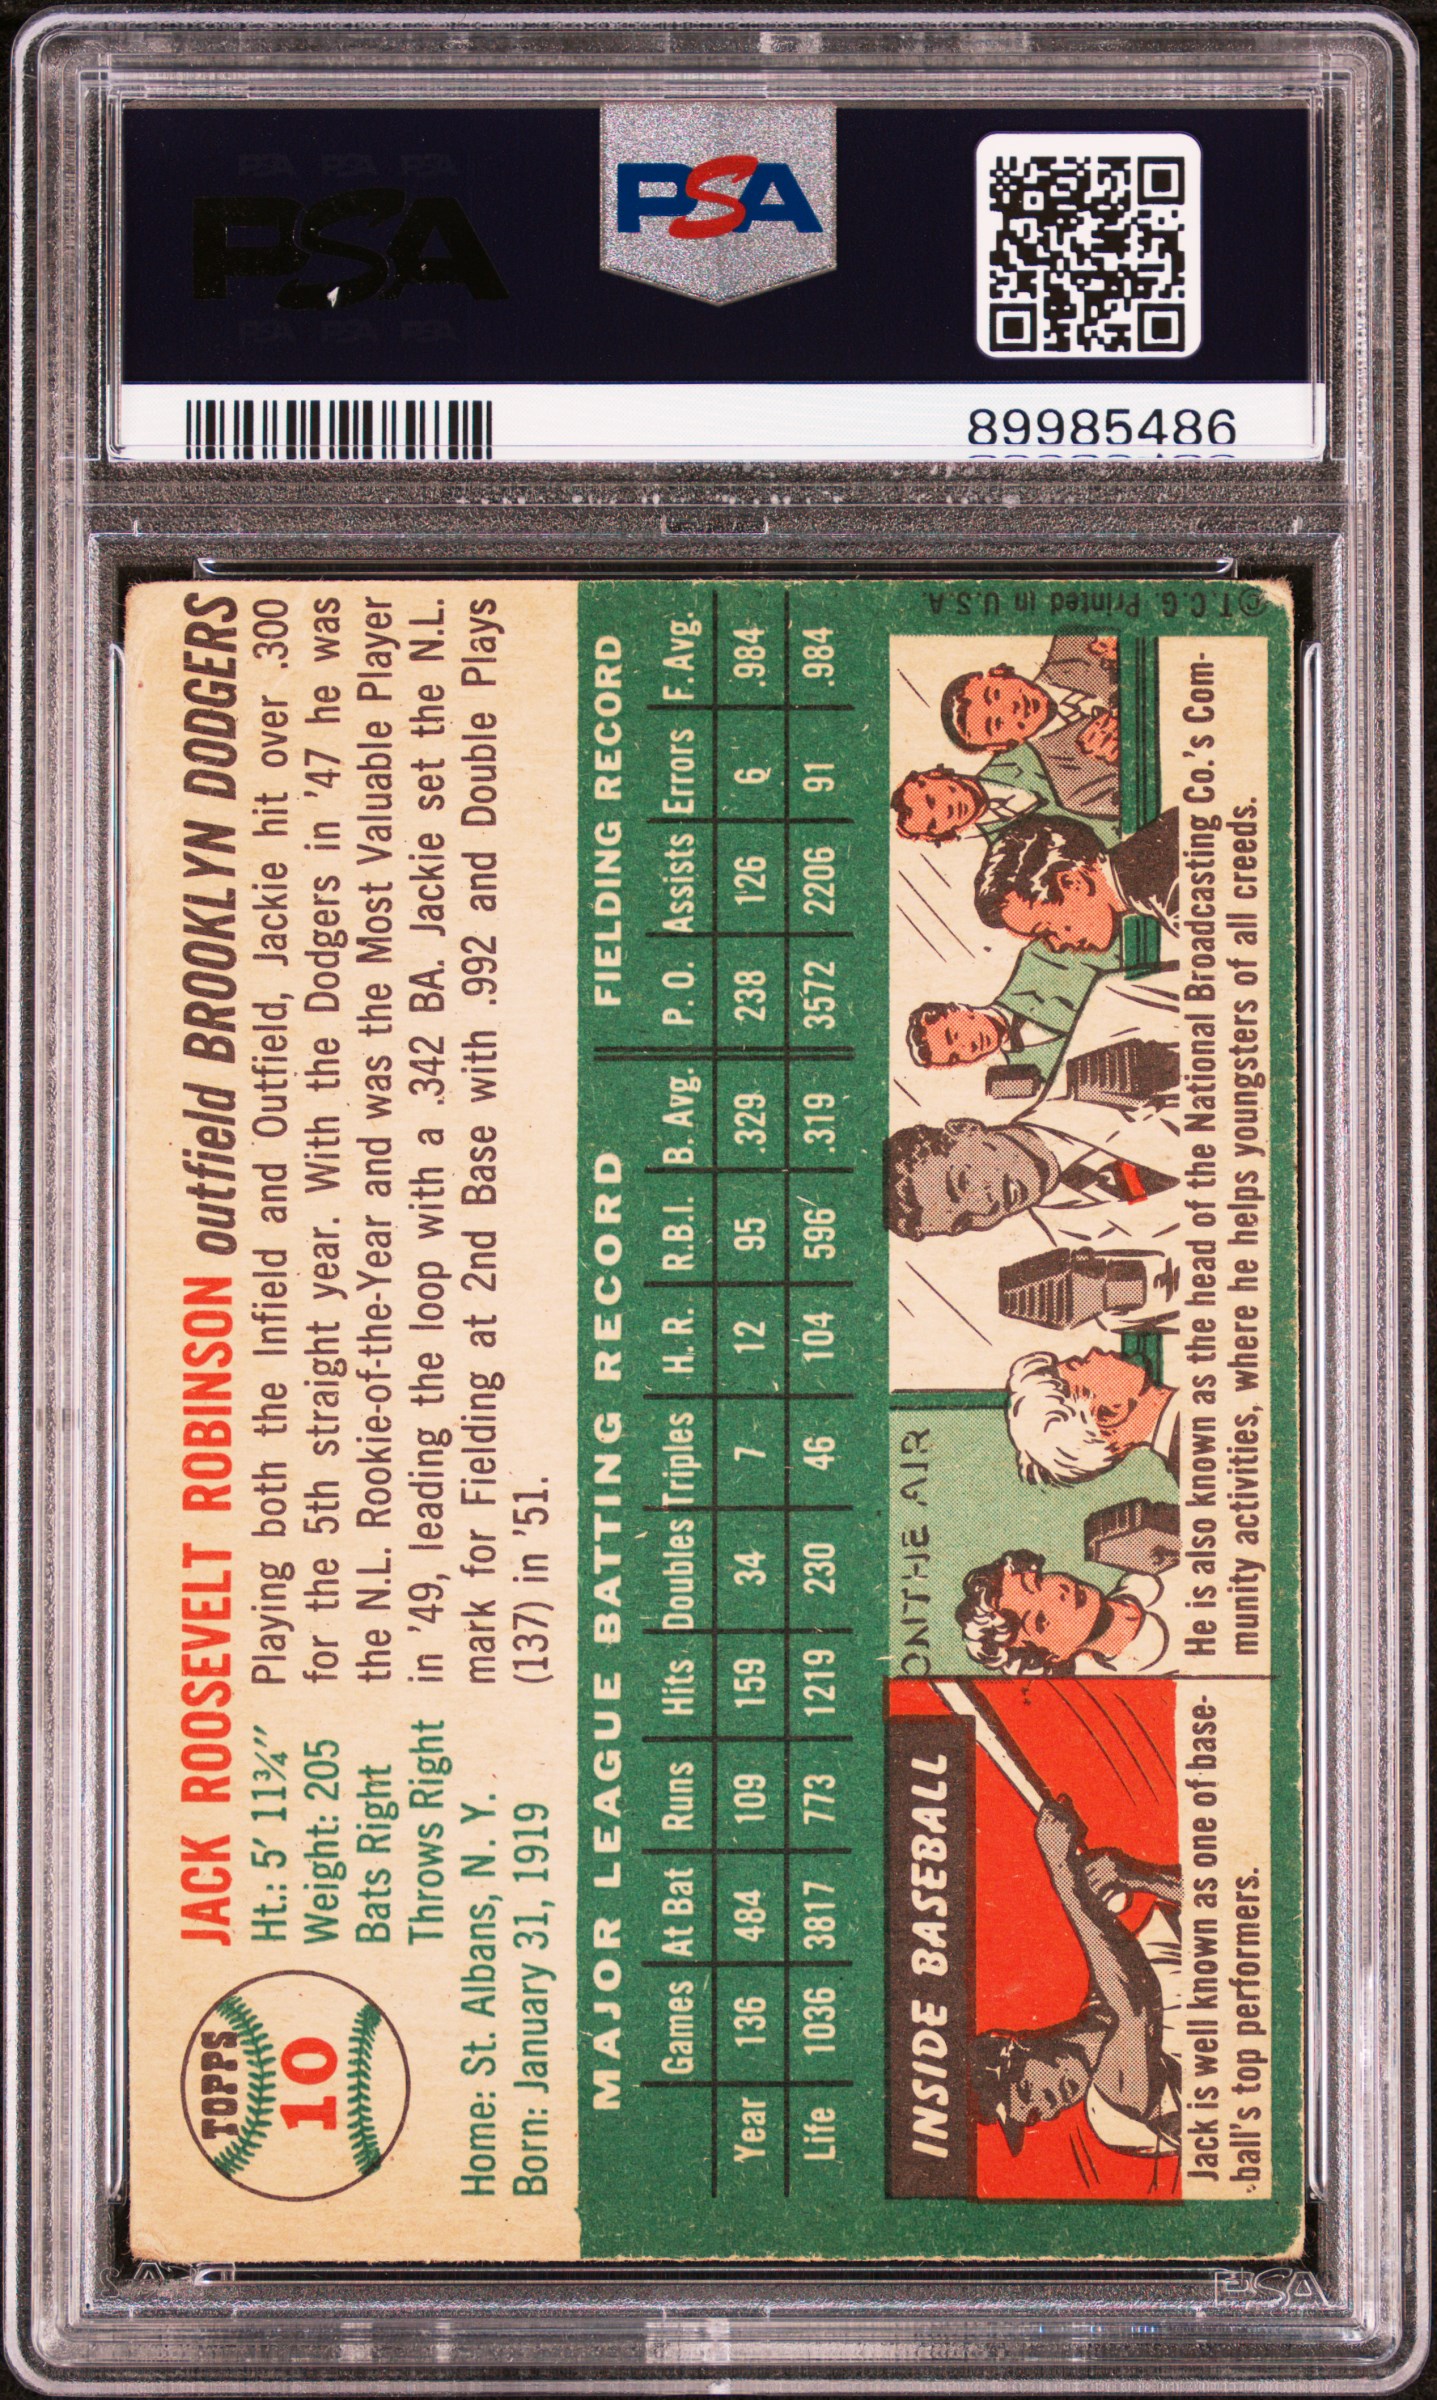 PSA PSA PSA
PSA
PSA PSA PSA
PSA
89985486
TOPPS
10
JACK ROOSEVELT ROBINSON outfield BROOKLYN DODGERS
Ht.: 5' 11¾"
Weight: 205
Bats Right
Throws Right
Home: St. Albans, N. Y.
Born: January 31, 1919
Playing both the Infield and Outfield, Jackie hit over .300
for the 5th straight year. With the Dodgers in '47 he was
the N.L. Rookie-of-the-Year and was the Most Valuable Player
in '49, leading the loop with a .342 BA. Jackie set the N.L.
mark for Fielding at 2nd Base with .992 and Double Plays
(137) in '51.
MAJOR LEAGUE BATTING RECORD FIELDING RECORD
Games At Bat Runs Hits Doubles Triples H. R. R.B.I. B. Avg. P. O. Assists Errors F. Avg.
Year 136 484 109 159 34 7 12 95 .329 238 126 6 .984
Life 1036 3817 773 1219 230 46 104 596 .319 3572 2206 91 .984
INSIDE BASEBALL
Jack is well known as one of base-
ball's top performers.
ON THE AIR
He is also known as the head of the National Broadcasting Co.'s Com-
munity activities, where he helps youngsters of all creeds.
© T.C.G. Printed in U.S.A.
PSA